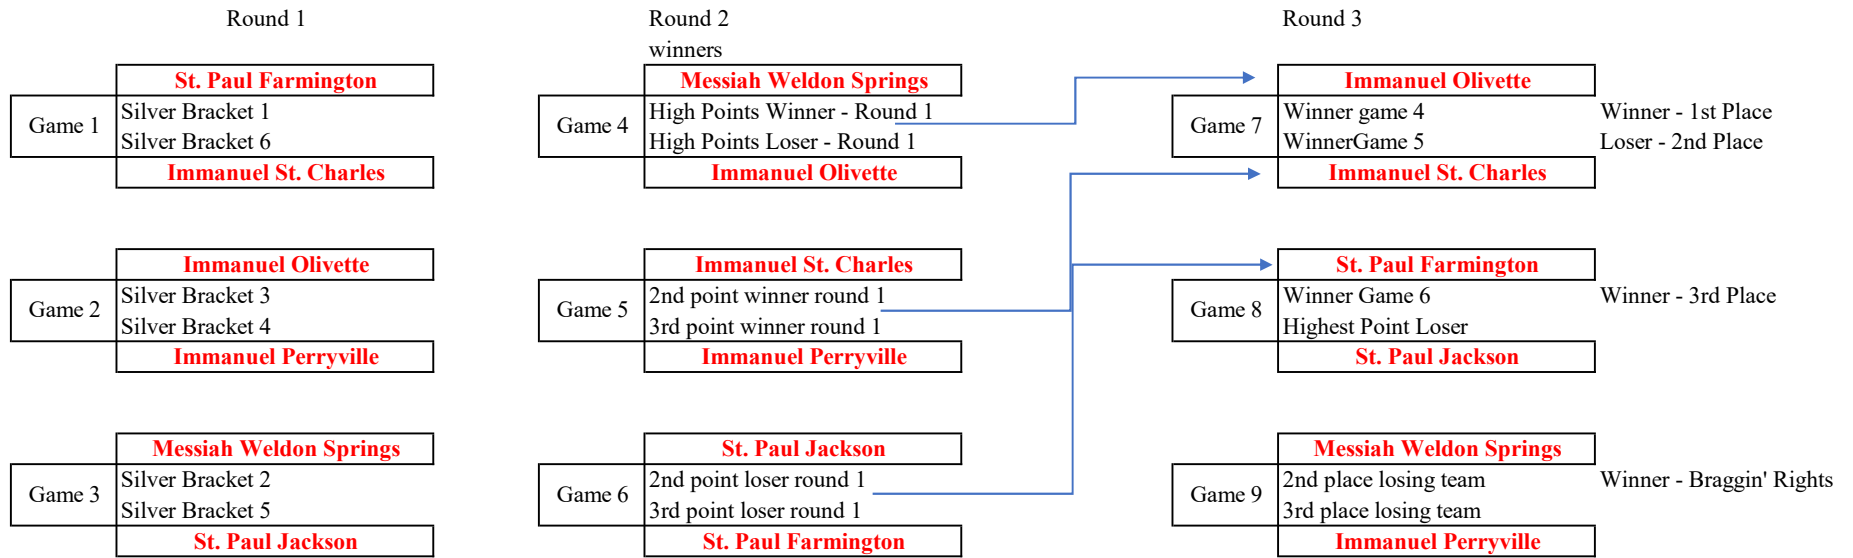 Round 1
Round 2
Round 3
winners
St. Paul Farmington
Game 1
Silver Bracket 1
Silver Bracket 6
Immanuel St. Charles
Messiah Weldon Springs
Game 4
High Points Winner - Round 1
High Points Loser - Round 1
Immanuel Olivette
Immanuel Olivette
Game 7
Winner game 4
WinnerGame 5
Immanuel St. Charles
Winner - 1st Place
Loser - 2nd Place
Immanuel Olivette
Game 2
Silver Bracket 3
Silver Bracket 4
Immanuel Perryville
Immanuel St. Charles
Game 5
2nd point winner round 1
3rd point winner round 1
Immanuel Perryville
St. Paul Farmington
Game 8
Winner Game 6
Highest Point Loser
St. Paul Jackson
Winner - 3rd Place
Messiah Weldon Springs
Game 3
Silver Bracket 2
Silver Bracket 5
St. Paul Jackson
St. Paul Jackson
Game 6
2nd point loser round 1
3rd point loser round 1
St. Paul Farmington
Messiah Weldon Springs
Game 9
2nd place losing team
3rd place losing team
Immanuel Perryville
Winner - Braggin' Rights